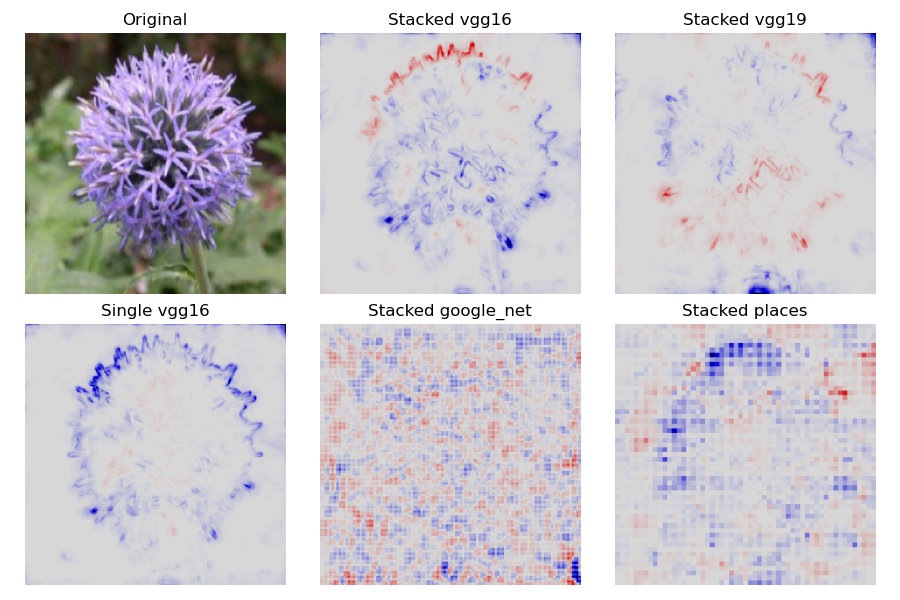 Original
Stacked vgg16
Stacked vgg19
Single vgg16
Stacked google_net
Stacked places